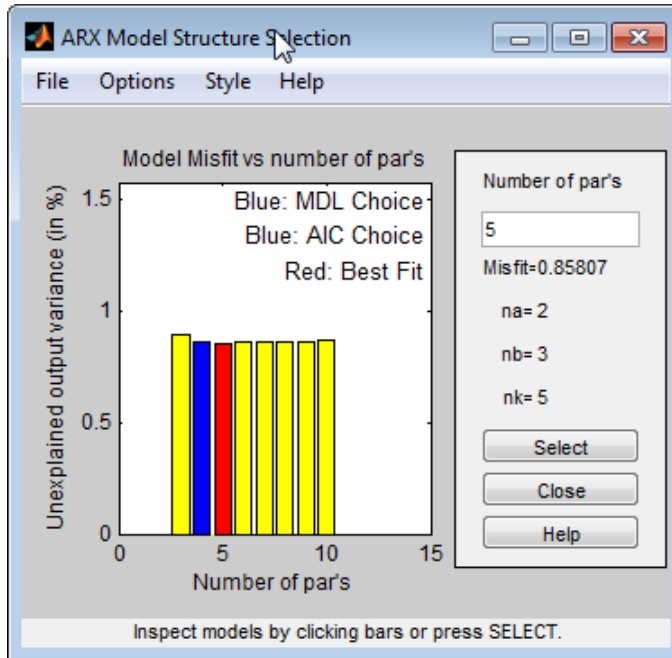 ARX Model Structure Selection
File Options Style Help
Model Misfit vs number of par's
Unexplained output variance (in %)
1.5
1
0.5
0
Blue: MDL Choice
Blue: AIC Choice
Red: Best Fit
0 5 10 15
Number of par's
Number of par's
5
Misfit=0.85807
na= 2
nb= 3
nk= 5
Select
Close
Help
Inspect models by clicking bars or press SELECT.